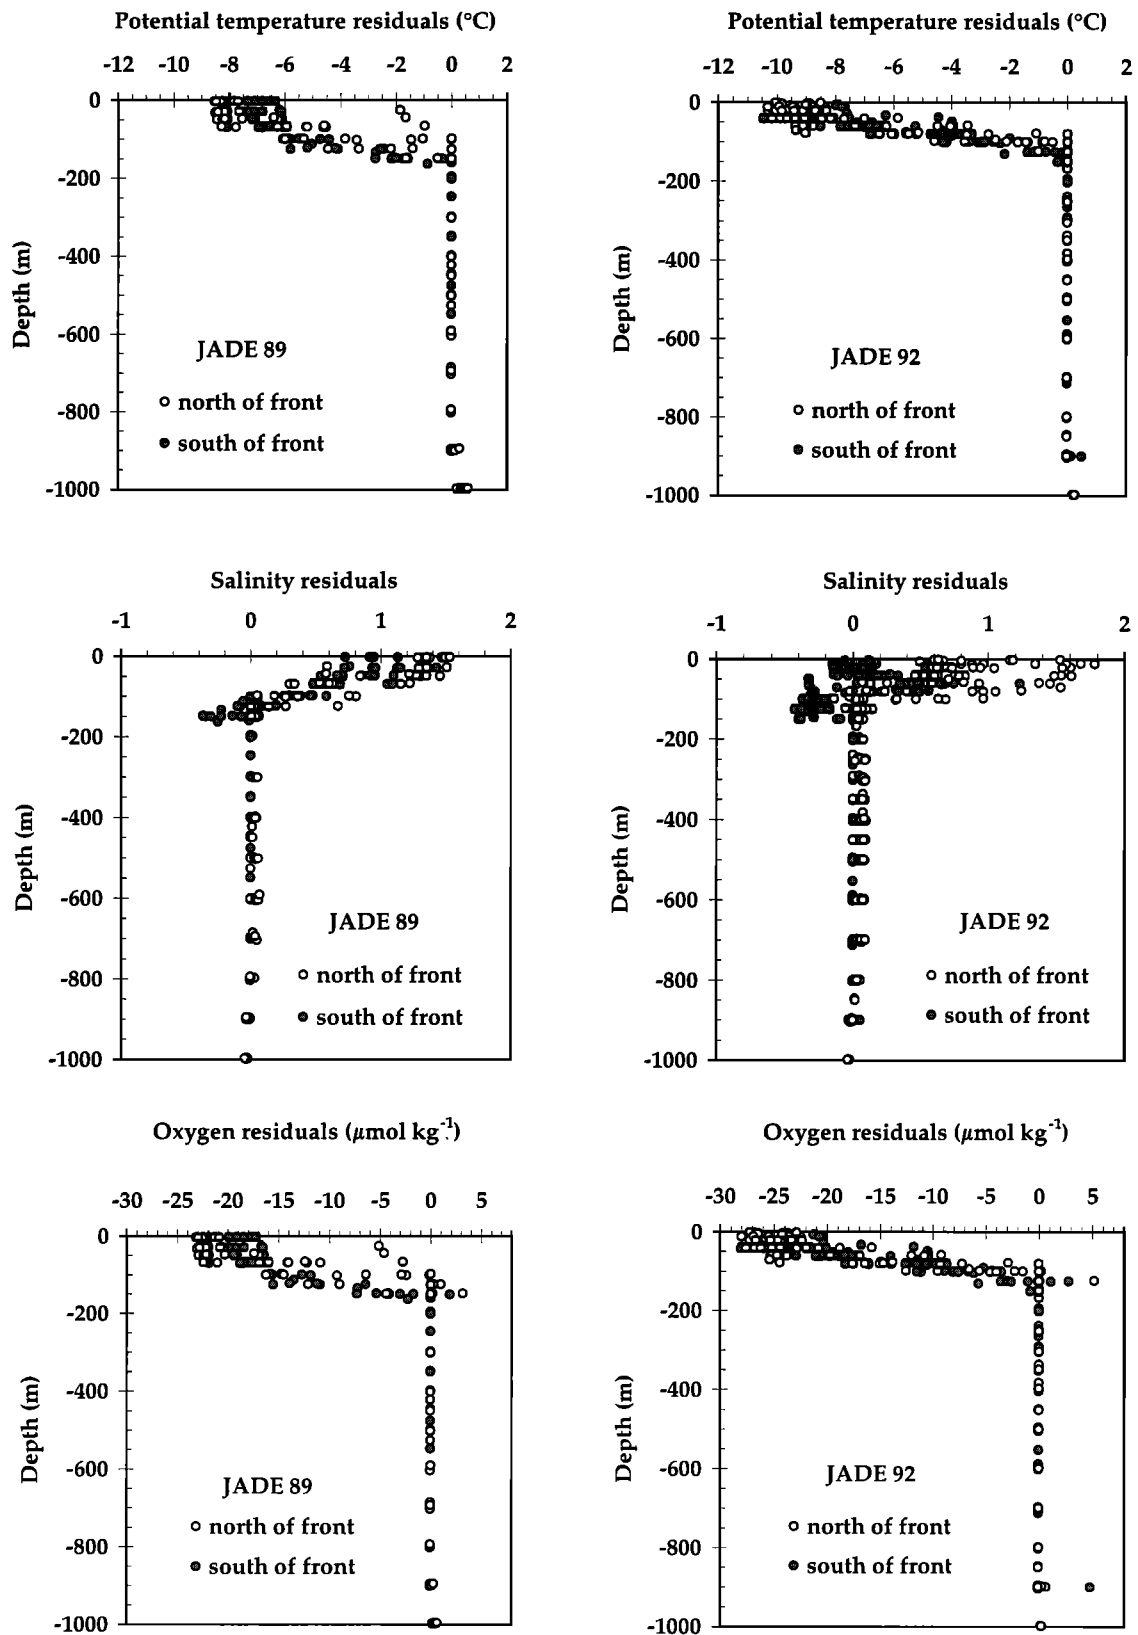 Potential temperature residuals (°C)
-12 -10 -8 -6 -4 -2 0 2
0
-200
-400
-600
-800
-1000
Depth (m)
JADE 89
north of front
south of front
Potential temperature residuals (°C)
-12 -10 -8 -6 -4 -2 0 2
0
-200
-400
-600
-800
-1000
Depth (m)
JADE 92
north of front
south of front
Salinity residuals
-1 0 1 2
0
-200
-400
-600
-800
-1000
Depth (m)
JADE 89
north of front
south of front
Salinity residuals
-1 0 1 2
0
-200
-400
-600
-800
-1000
Depth (m)
JADE 92
north of front
south of front
Oxygen residuals (µmol kg⁻¹)
-30 -25 -20 -15 -10 -5 0 5
0
-200
-400
-600
-800
-1000
Depth (m)
JADE 89
north of front
south of front
Oxygen residuals (µmol kg⁻¹)
-30 -25 -20 -15 -10 -5 0 5
0
-200
-400
-600
-800
-1000
Depth (m)
JADE 92
north of front
south of front